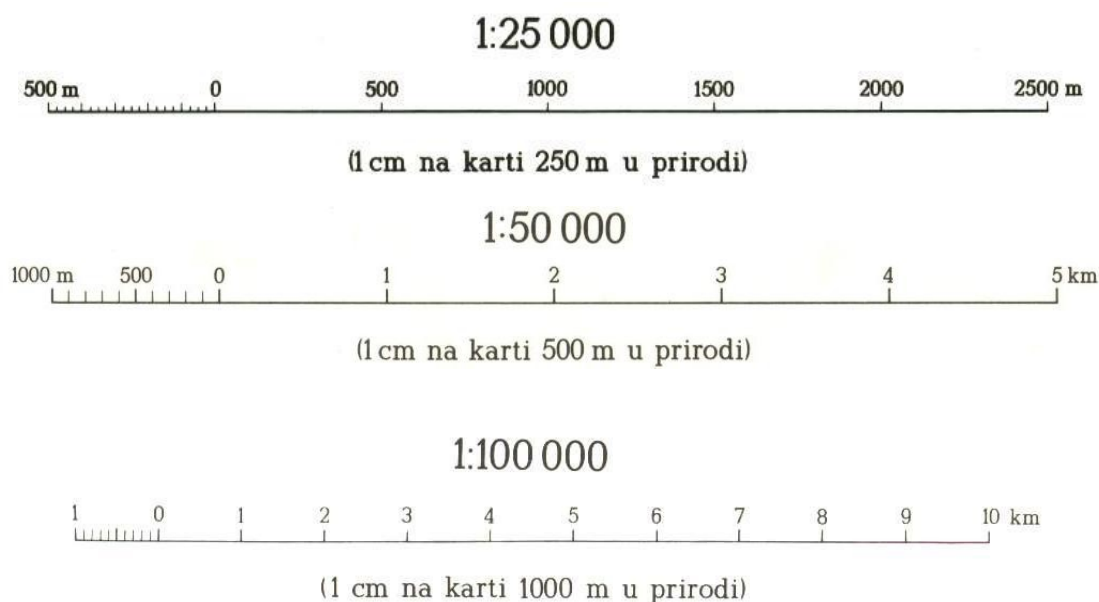 1:25 000
500 m 0 500 1000 1500 2000 2500 m
(1 cm na karti 250 m u prirodi)
1:50 000
1000 m 500 0 1 2 3 4 5 km
(1 cm na karti 500 m u prirodi)
1:100 000
1 0 1 2 3 4 5 6 7 8 9 10 km
(1 cm na karti 1000 m u prirodi)